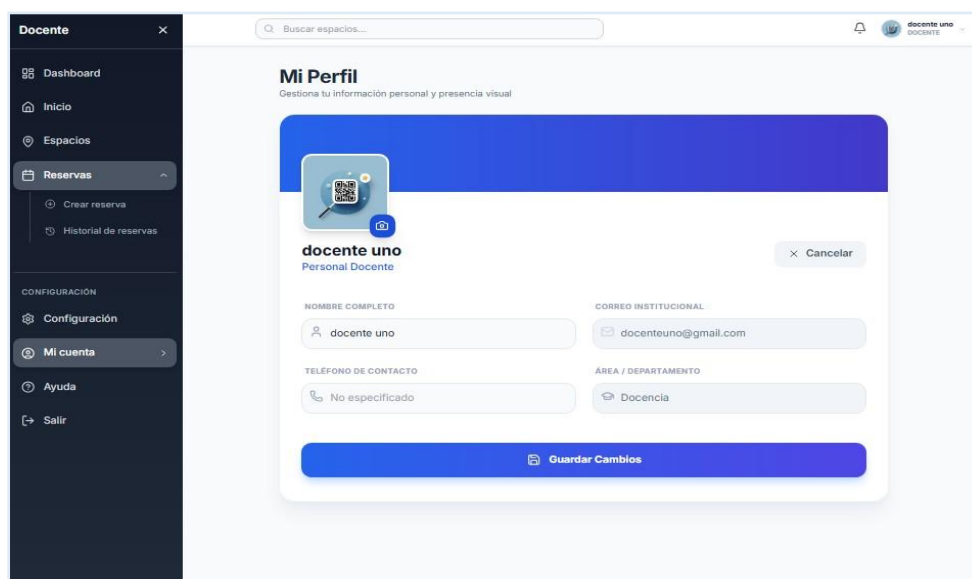 Docente
Buscar espacios...
docente uno
DOCENTE
Dashboard
Inicio
Espacios
Reservas
Crear reserva
Historial de reservas
CONFIGURACIÓN
Configuración
Mi cuenta
Ayuda
Salir
Mi Perfil
Gestiona tu información personal y presencia visual
docente uno
Personal Docente
Cancelar
NOMBRE COMPLETO
docente uno
CORREO INSTITUCIONAL
docenteuno@gmail.com
TELÉFONO DE CONTACTO
No especificado
ÁREA / DEPARTAMENTO
Docencia
Guardar Cambios